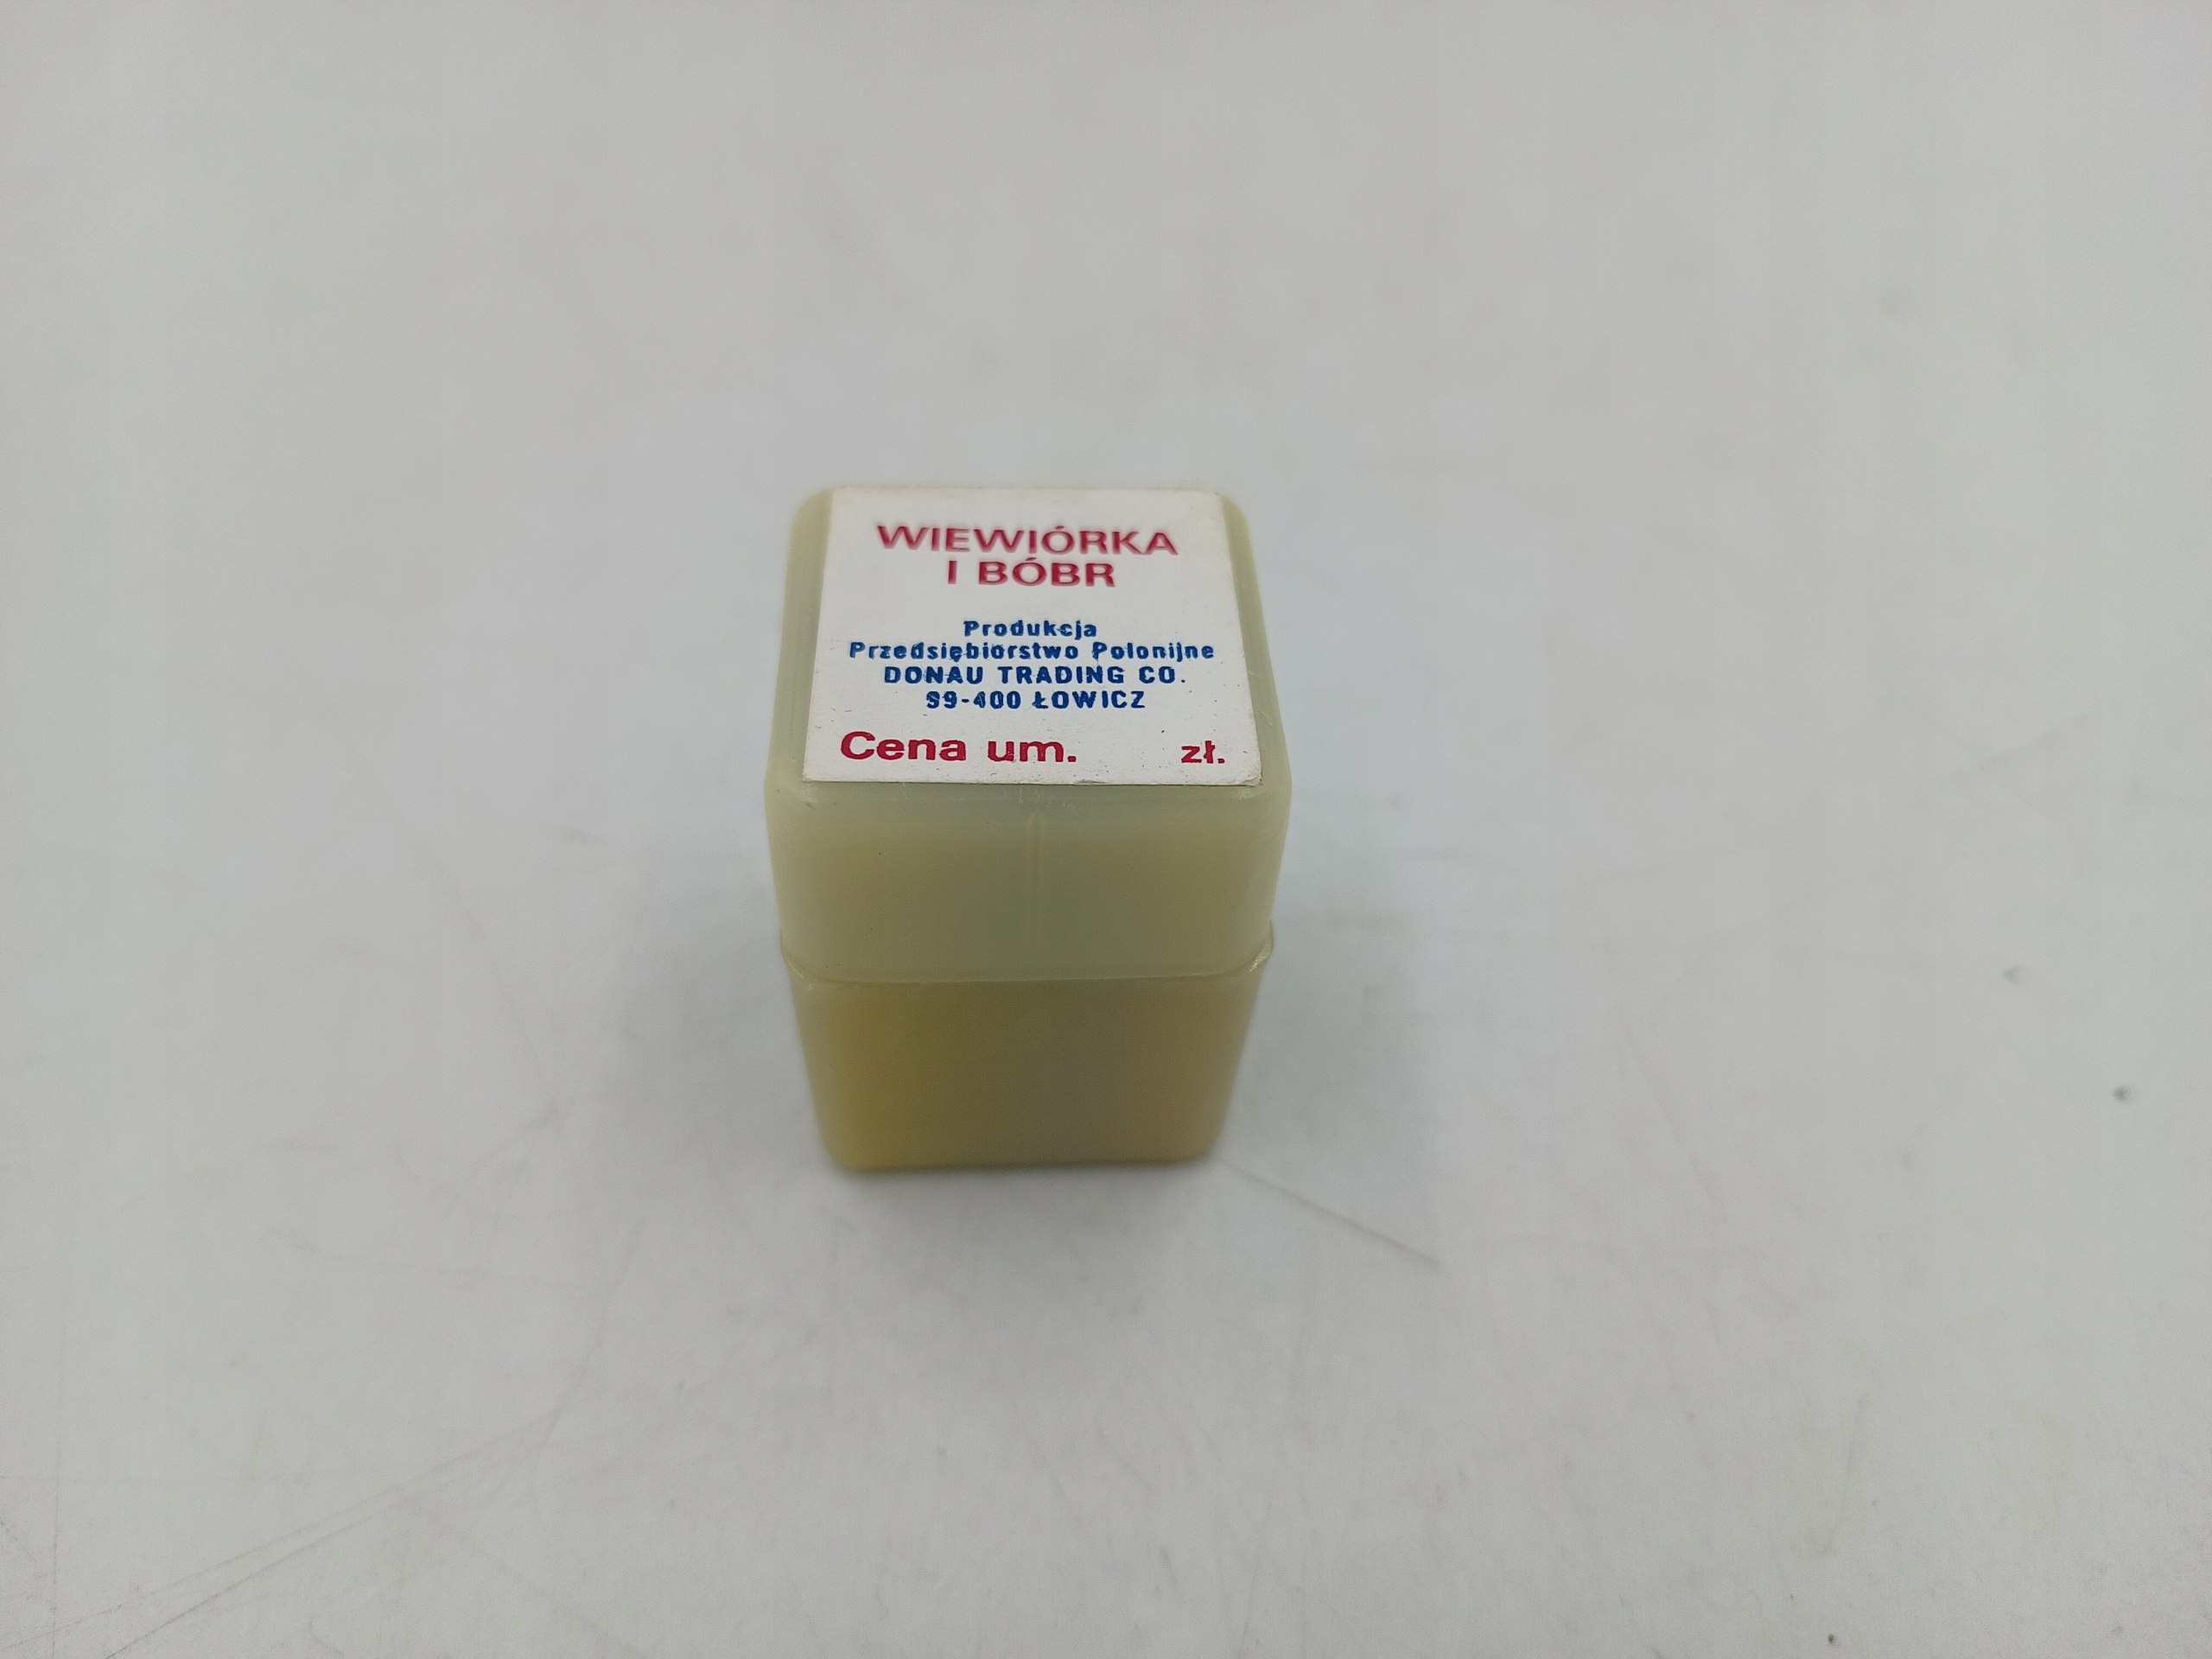 WIEWIÓRKA
I BÓBR
Produkcja
Przedsiębiorstwo Polonijne
DONAU TRADING CO.
99-400 ŁOWICZ
Cena um. zł.